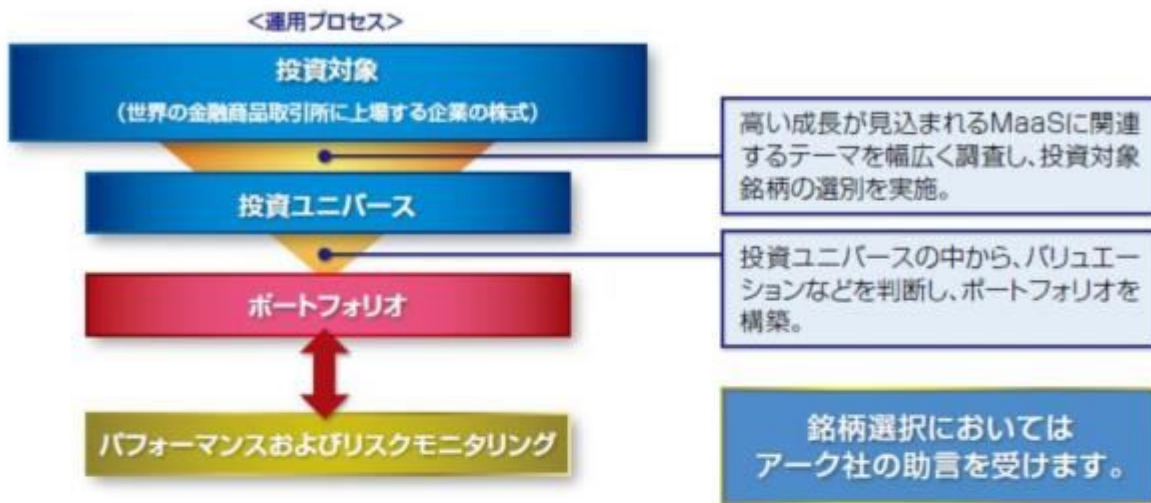 <運用プロセス>
投資対象
(世界の金融商品取引所に上場する企業の株式)
高い成長が見込まれるMaaSに関連
するテーマを幅広く調査し、投資対象
銘柄の選別を実施。
投資ユニバース
投資ユニバースの中から、バリュエー
ションなどを判断し、ポートフォリオを
構築。
ポートフォリオ
パフォーマンスおよびリスクモニタリング
銘柄選択においては
アーク社の助言を受けます。